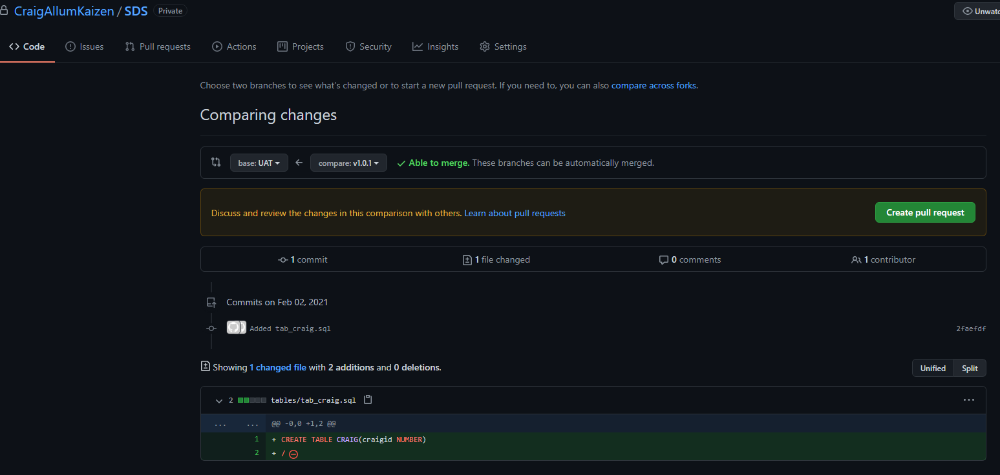 CraigAllumKaizen / SDS Private
Code Issues Pull requests Actions Projects Security Insights Settings
Choose two branches to see what's changed or to start a new pull request. If you need to, you can also compare across forks.
Comparing changes
base: UAT compare: v1.0.1 Able to merge. These branches can be automatically merged.
Discuss and review the changes in this comparison with others. Learn about pull requests Create pull request
1 commit 1 file changed 0 comments 1 contributor
Commits on Feb 02, 2021
Added tab_craig.sql 2faefdf
Showing 1 changed file with 2 additions and 0 deletions. Unified Split
2 tables/tab_craig.sql ...
... ... @@ -0,0 +1,2 @@
1 + CREATE TABLE CRAIG(craigid NUMBER)
2 + /